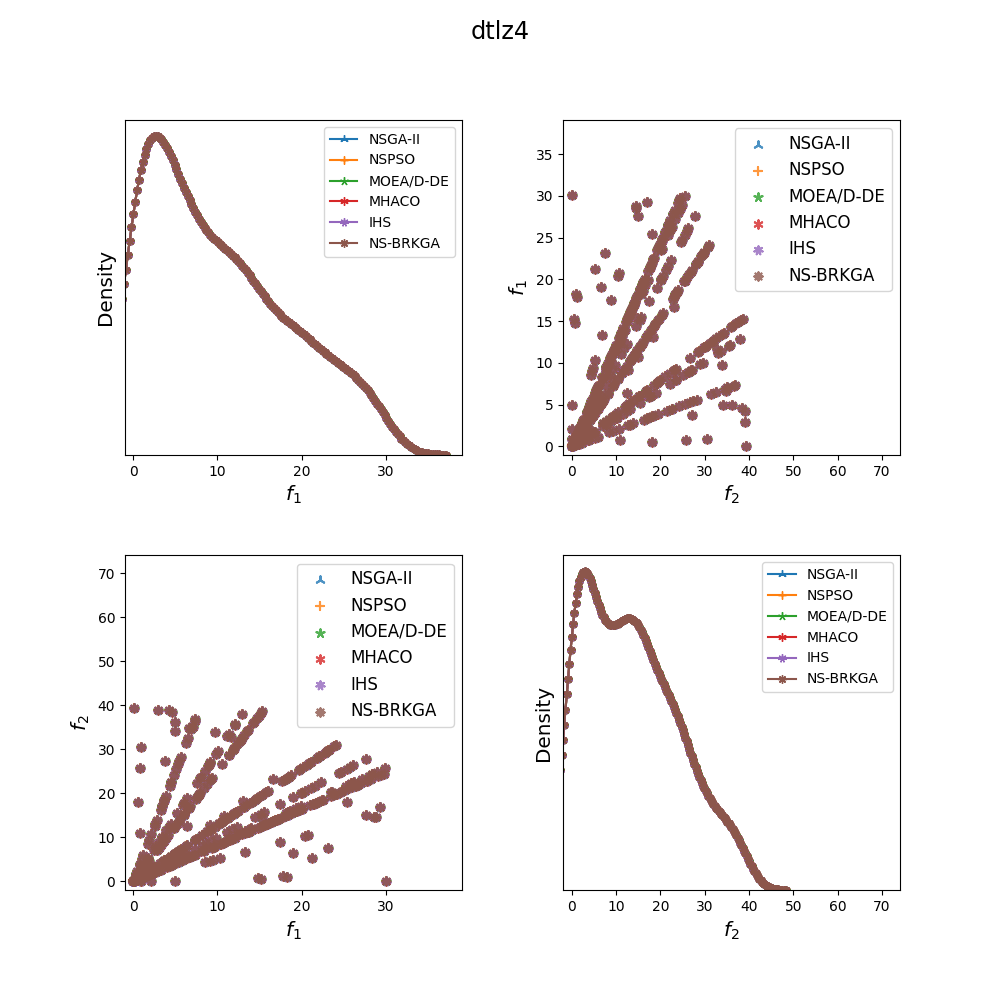 dtlz4
Density
NSGA-II
NSPSO
MOEA/D-DE
MHACO
IHS
NS-BRKGA
0 10 20 30
f1
f1
35
30
25
20
15
10
5
0
NSGA-II
NSPSO
MOEA/D-DE
MHACO
IHS
NS-BRKGA
0 10 20 30 40 50 60 70
f2
f2
70
60
50
40
30
20
10
0
NSGA-II
NSPSO
MOEA/D-DE
MHACO
IHS
NS-BRKGA
0 10 20 30
f1
Density
NSGA-II
NSPSO
MOEA/D-DE
MHACO
IHS
NS-BRKGA
0 10 20 30 40 50 60 70
f2